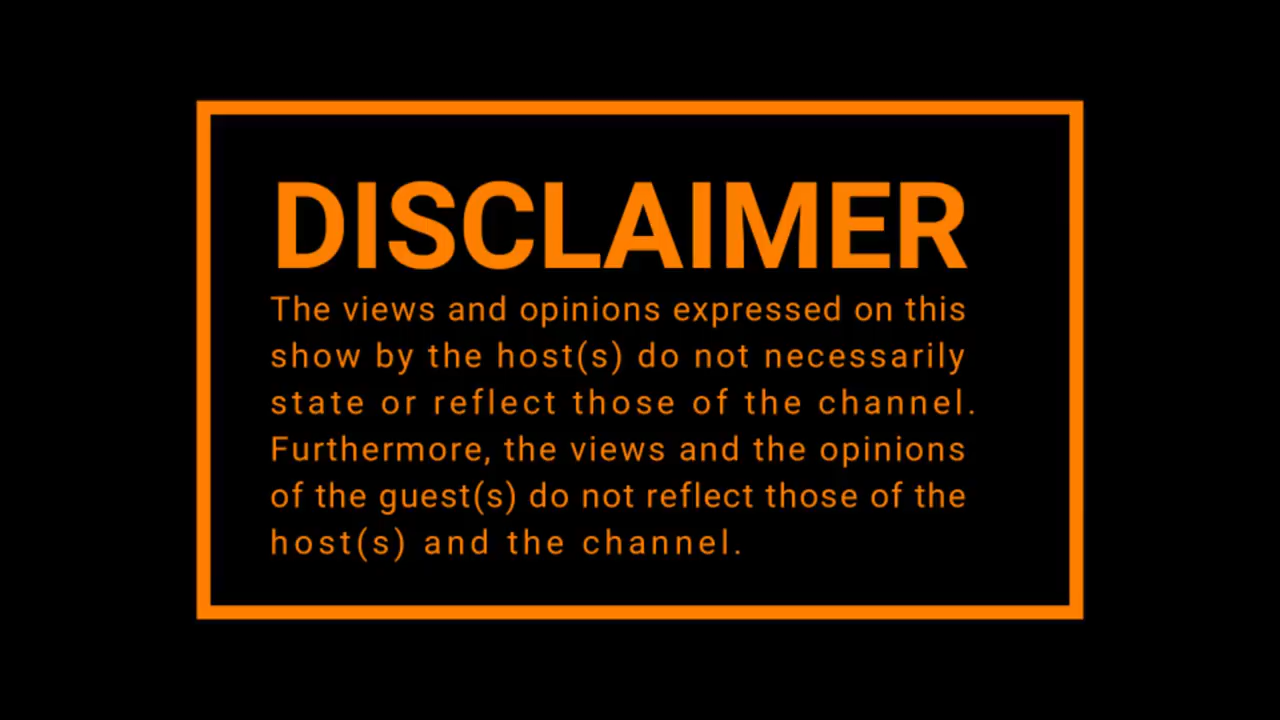 DISCLAIMER
The views and opinions expressed on this
show by the host(s) do not necessarily
state or reflect those of the channel.
Furthermore, the views and the opinions
of the guest(s) do not reflect those of the
host(s) and the channel.